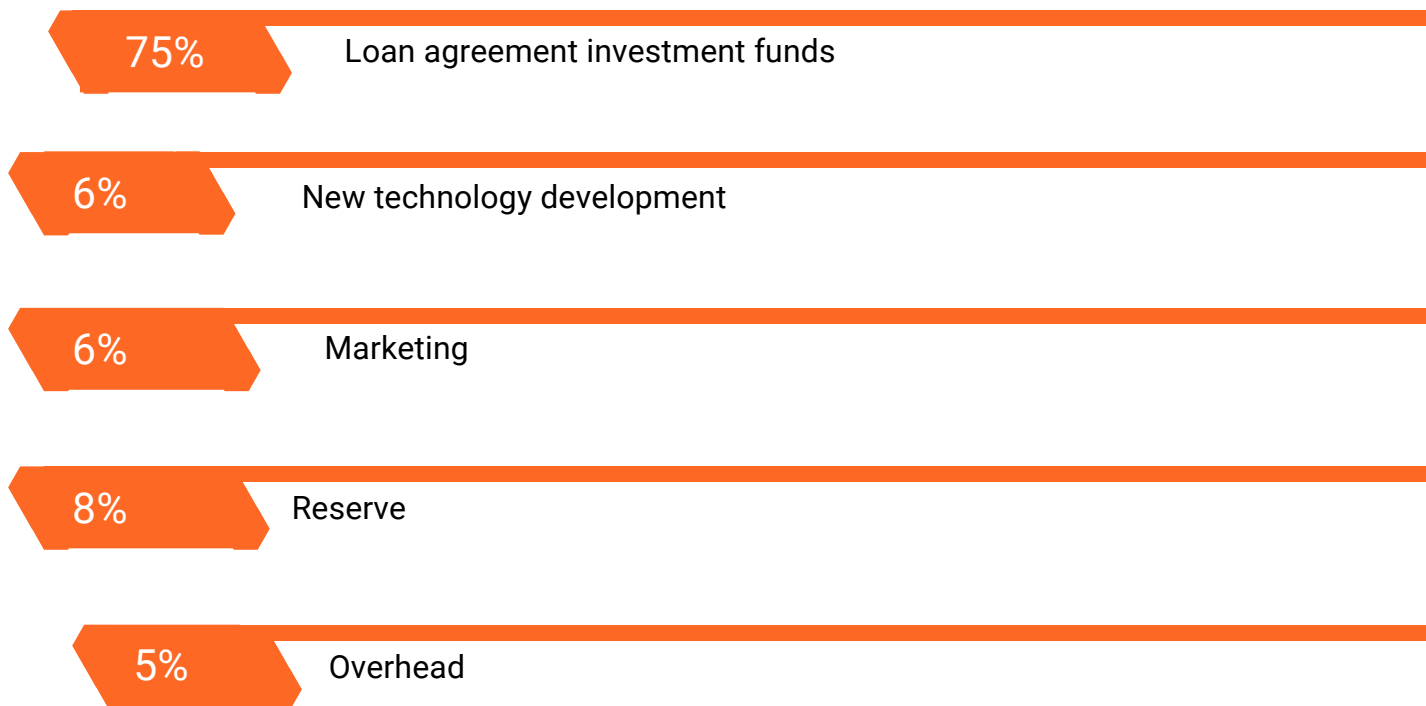 75% Loan agreement investment funds
6% New technology development
6% Marketing
8% Reserve
5% Overhead